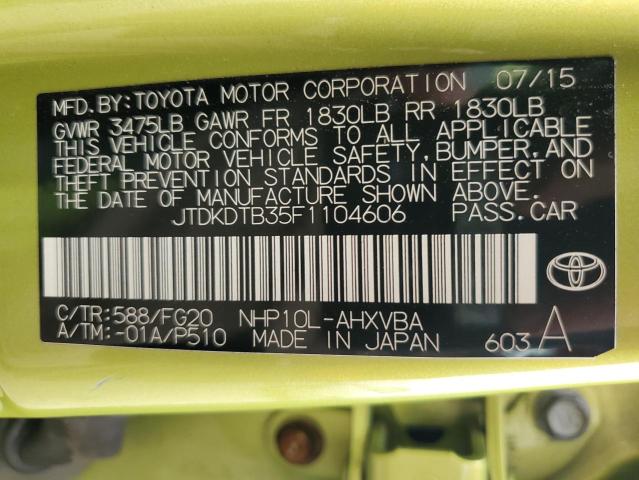 MFD.BY:TOYOTA MOTOR CORPORATION 07/15
GVWR 3475LB GAWR FR 1830LB RR 1830LB
THIS VEHICLE CONFORMS TO ALL APPLICABLE
FEDERAL MOTOR VEHICLE SAFETY,BUMPER,AND
THEFT PREVENTION STANDARDS IN EFFECT ON
THE DATE OF MANUFACTURE SHOWN ABOVE.
JTDKDTB35F1104606 PASS.CAR
C/TR:588/FG20 NHP10L-AHXVBA
A/TM:-01A/P510 MADE IN JAPAN 603 A